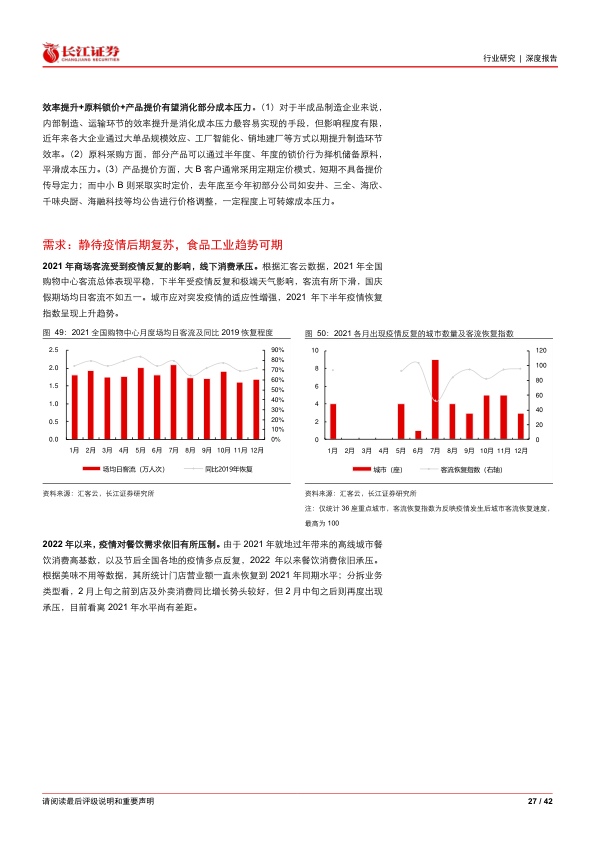 长江证券
CHANGJIANG SECURITIES
行业研究 | 深度报告
效率提升+原料锁价+产品提价有望消化部分成本压力。（1）对于半成品制造企业来说，
内部制造、运输环节的效率提升是消化成本压力最容易实现的手段，但影响程度有限，
近年来各大企业通过大单品规模效应、工厂智能化、销地建厂等方式以期提升制造环节
效率。（2）原料采购方面，部分产品可以通过半年度、年度的锁价行为择机储备原料，
平滑成本压力。（3）产品提价方面，大 B 客户通常采用定期定价模式，短期不具备提价
传导定力；而中小 B 则采取实时定价，去年底至今年初部分公司如安井、三全、海欣、
千味央厨、海融科技等均公告进行价格调整，一定程度上可转嫁成本压力。
需求：静待疫情后期复苏，食品工业趋势可期
2021 年商场客流受到疫情反复的影响，线下消费承压。根据汇客云数据，2021 年全国
购物中心客流总体表现平稳，下半年受疫情反复和极端天气影响，客流有所下滑，国庆
假期场均日客流不如五一。城市应对突发疫情的适应性增强，2021 年下半年疫情恢复
指数呈现上升趋势。
图 49：2021 全国购物中心月度场均日客流及同比 2019 恢复程度
2.5
2.0
1.5
1.0
0.5
0.0
90%
80%
70%
60%
50%
40%
30%
20%
10%
0%
1月 2月 3月 4月 5月 6月 7月 8月 9月 10月 11月 12月
场均日客流（万人次） 同比2019年恢复
资料来源：汇客云，长江证券研究所
图 50：2021 各月出现疫情反复的城市数量及客流恢复指数
10
8
6
4
2
0
120
100
80
60
40
20
0
1月 2月 3月 4月 5月 6月 7月 8月 9月 10月 11月 12月
城市（座） 客流恢复指数（右轴）
资料来源：汇客云，长江证券研究所
注：仅统计 36 座重点城市，客流恢复指数为反映疫情发生后城市客流恢复速度，
最高为 100
2022 年以来，疫情对餐饮需求依旧有所压制。由于 2021 年就地过年带来的高线城市餐
饮消费高基数，以及节后全国各地的疫情多点反复，2022 年以来餐饮消费依旧承压。
根据美味不用等数据，其所统计门店营业额一直未恢复到 2021 年同期水平；分拆业务
类型看，2 月上旬之前到店及外卖消费同比增长势头较好，但 2 月中旬之后则再度出现
承压，目前看离 2021 年水平尚有差距。
请阅读最后评级说明和重要声明
27 / 42